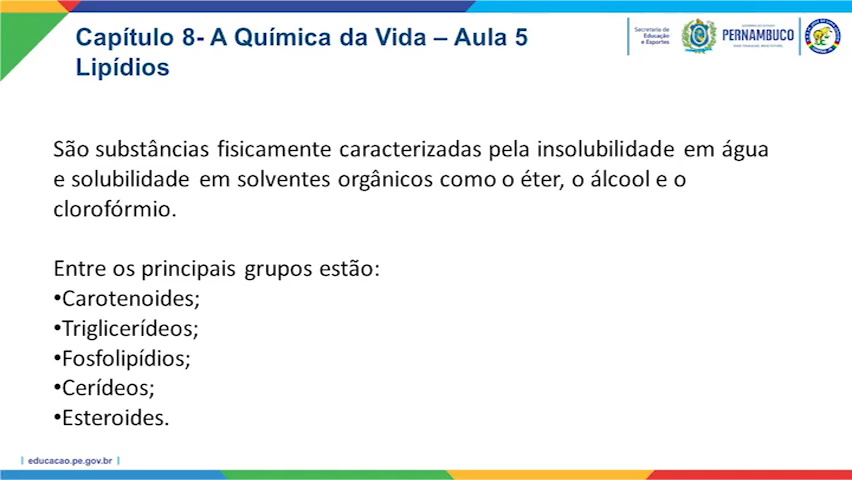 Capítulo 8- A Química da Vida – Aula 5
Lipídios
Secretaria de
Educação
e Esportes
PERNAMBUCO
São substâncias fisicamente caracterizadas pela insolubilidade em água
e solubilidade em solventes orgânicos como o éter, o álcool e o
clorofórmio.
Entre os principais grupos estão:
•Carotenoides;
•Triglicerídeos;
•Fosfolipídios;
•Cerídeos;
•Esteroides.
educacao.pe.gov.br